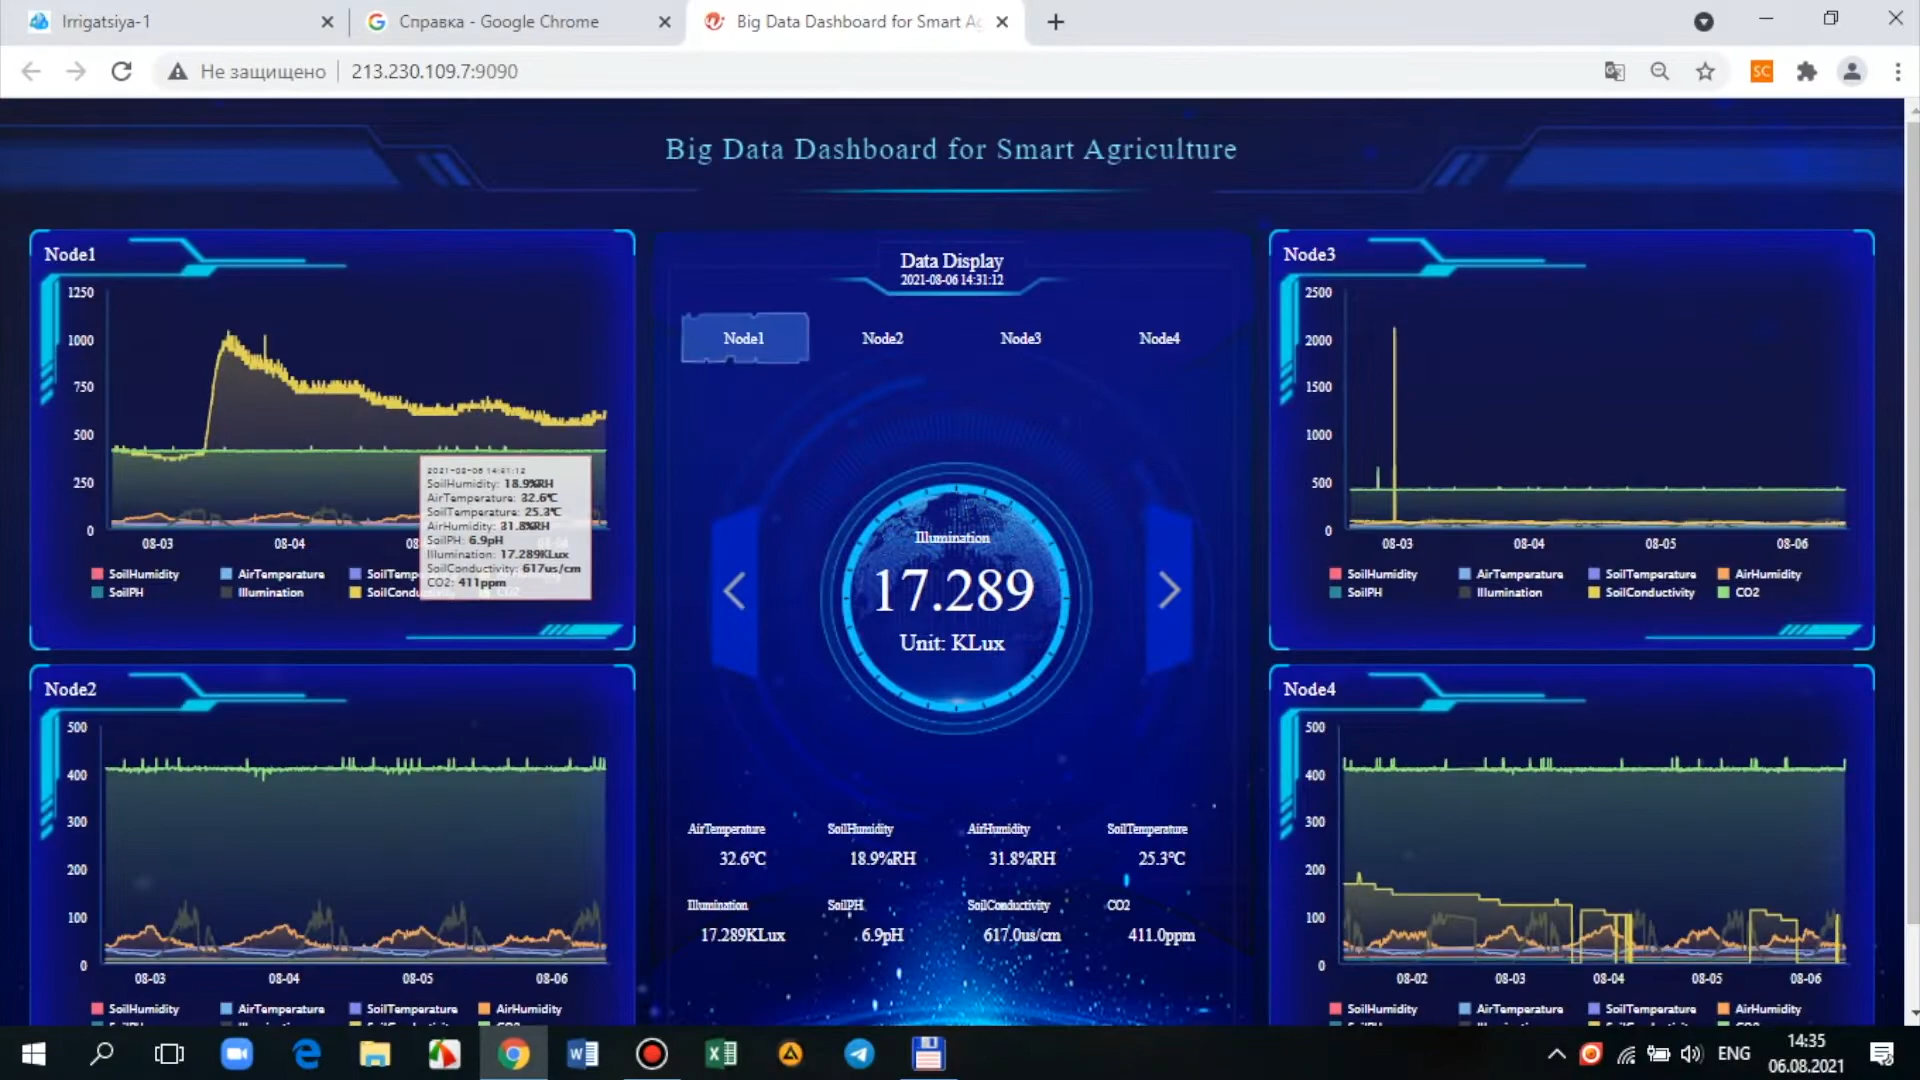 Irrigatsiya-1
Справка - Google Chrome
Big Data Dashboard for Smart Ag
Не защищено
213.230.109.7:9090
SC
Big Data Dashboard for Smart Agriculture
Node1
1250
1000
750
500
250
0
08-03
08-04
2021-08-06 14:31:12
SoilHumidity: 18.9%RH
AirTemperature: 32.6℃
SoilTemperature: 25.3℃
AirHumidity: 31.8%RH
SoilPH: 6.9pH
Illumination: 17.289KLux
SoilConductivity: 617us/cm
CO2: 411ppm
SoilHumidity
AirTemperature
SoilTemp
SoilPH
Illumination
SoilCondu
CO2
Data Display
2021-08-06 14:31:12
Node1
Node2
Node3
Node4
Illumination
17.289
Unit: KLux
AirTemperature
SoilHumidity
AirHumidity
SoilTemperature
32.6℃
18.9%RH
31.8%RH
25.3℃
Illumination
SoilPH
SoilConductivity
CO2
17.289KLux
6.9pH
617.0us/cm
411.0ppm
Node3
2500
2000
1500
1000
500
0
08-03
08-04
08-05
08-06
SoilHumidity
AirTemperature
SoilTemperature
AirHumidity
SoilPH
Illumination
SoilConductivity
CO2
Node2
500
400
300
200
100
0
08-03
08-04
08-05
08-06
SoilHumidity
AirTemperature
SoilTemperature
AirHumidity
Node4
500
400
300
200
100
0
08-02
08-03
08-04
08-05
08-06
SoilHumidity
AirTemperature
SoilTemperature
AirHumidity
ENG
14:35
06.08.2021